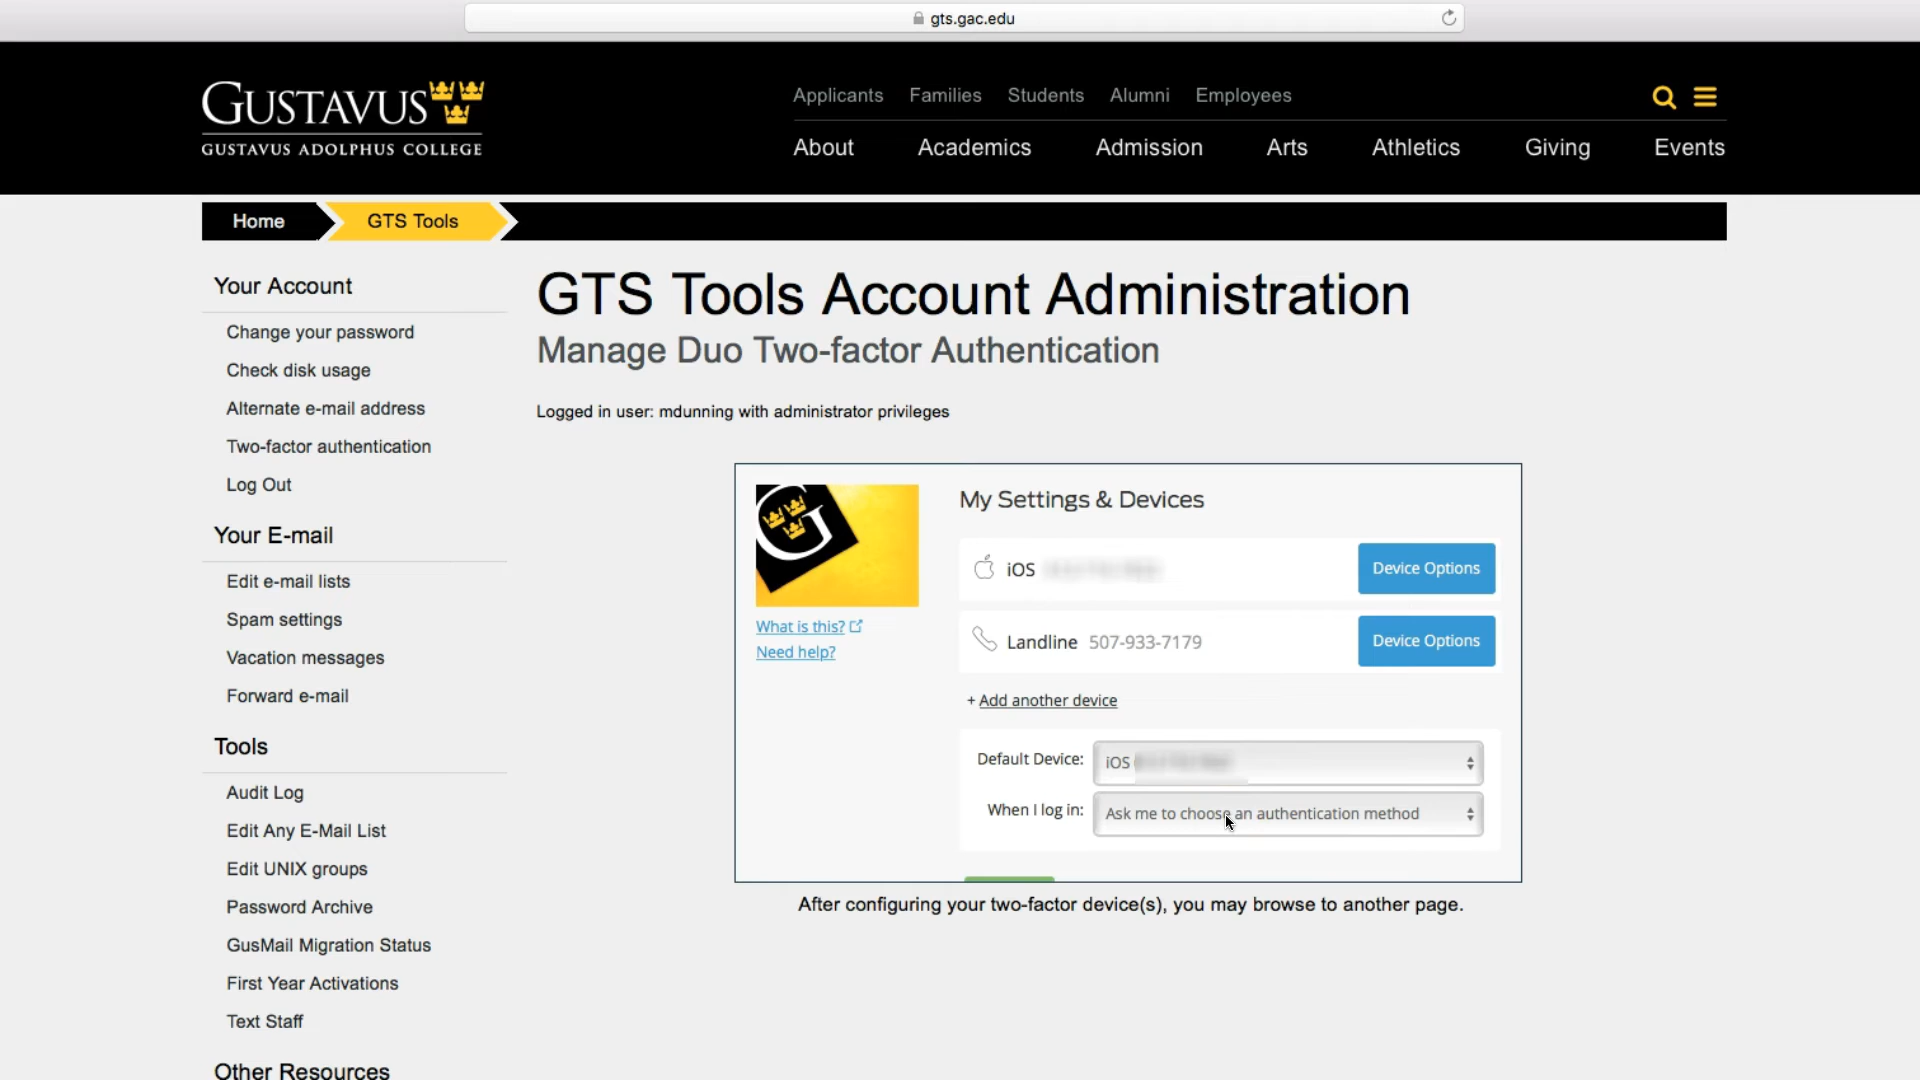 gts.gac.edu
GUSTAVUS
GUSTAVUS ADOLPHUS COLLEGE
Applicants Families Students Alumni Employees
About Academics Admission Arts Athletics Giving Events
Home GTS Tools
Your Account
Change your password
Check disk usage
Alternate e-mail address
Two-factor authentication
Log Out
Your E-mail
Edit e-mail lists
Spam settings
Vacation messages
Forward e-mail
Tools
Audit Log
Edit Any E-Mail List
Edit UNIX groups
Password Archive
GusMail Migration Status
First Year Activations
Text Staff
Other Resources
GTS Tools Account Administration
Manage Duo Two-factor Authentication
Logged in user: mdunning with administrator privileges
G
What is this?
Need help?
My Settings & Devices
iOS
Device Options
Landline 507-933-7179
Device Options
+ Add another device
Default Device: iOS
When I log in: Ask me to choose an authentication method
After configuring your two-factor device(s), you may browse to another page.